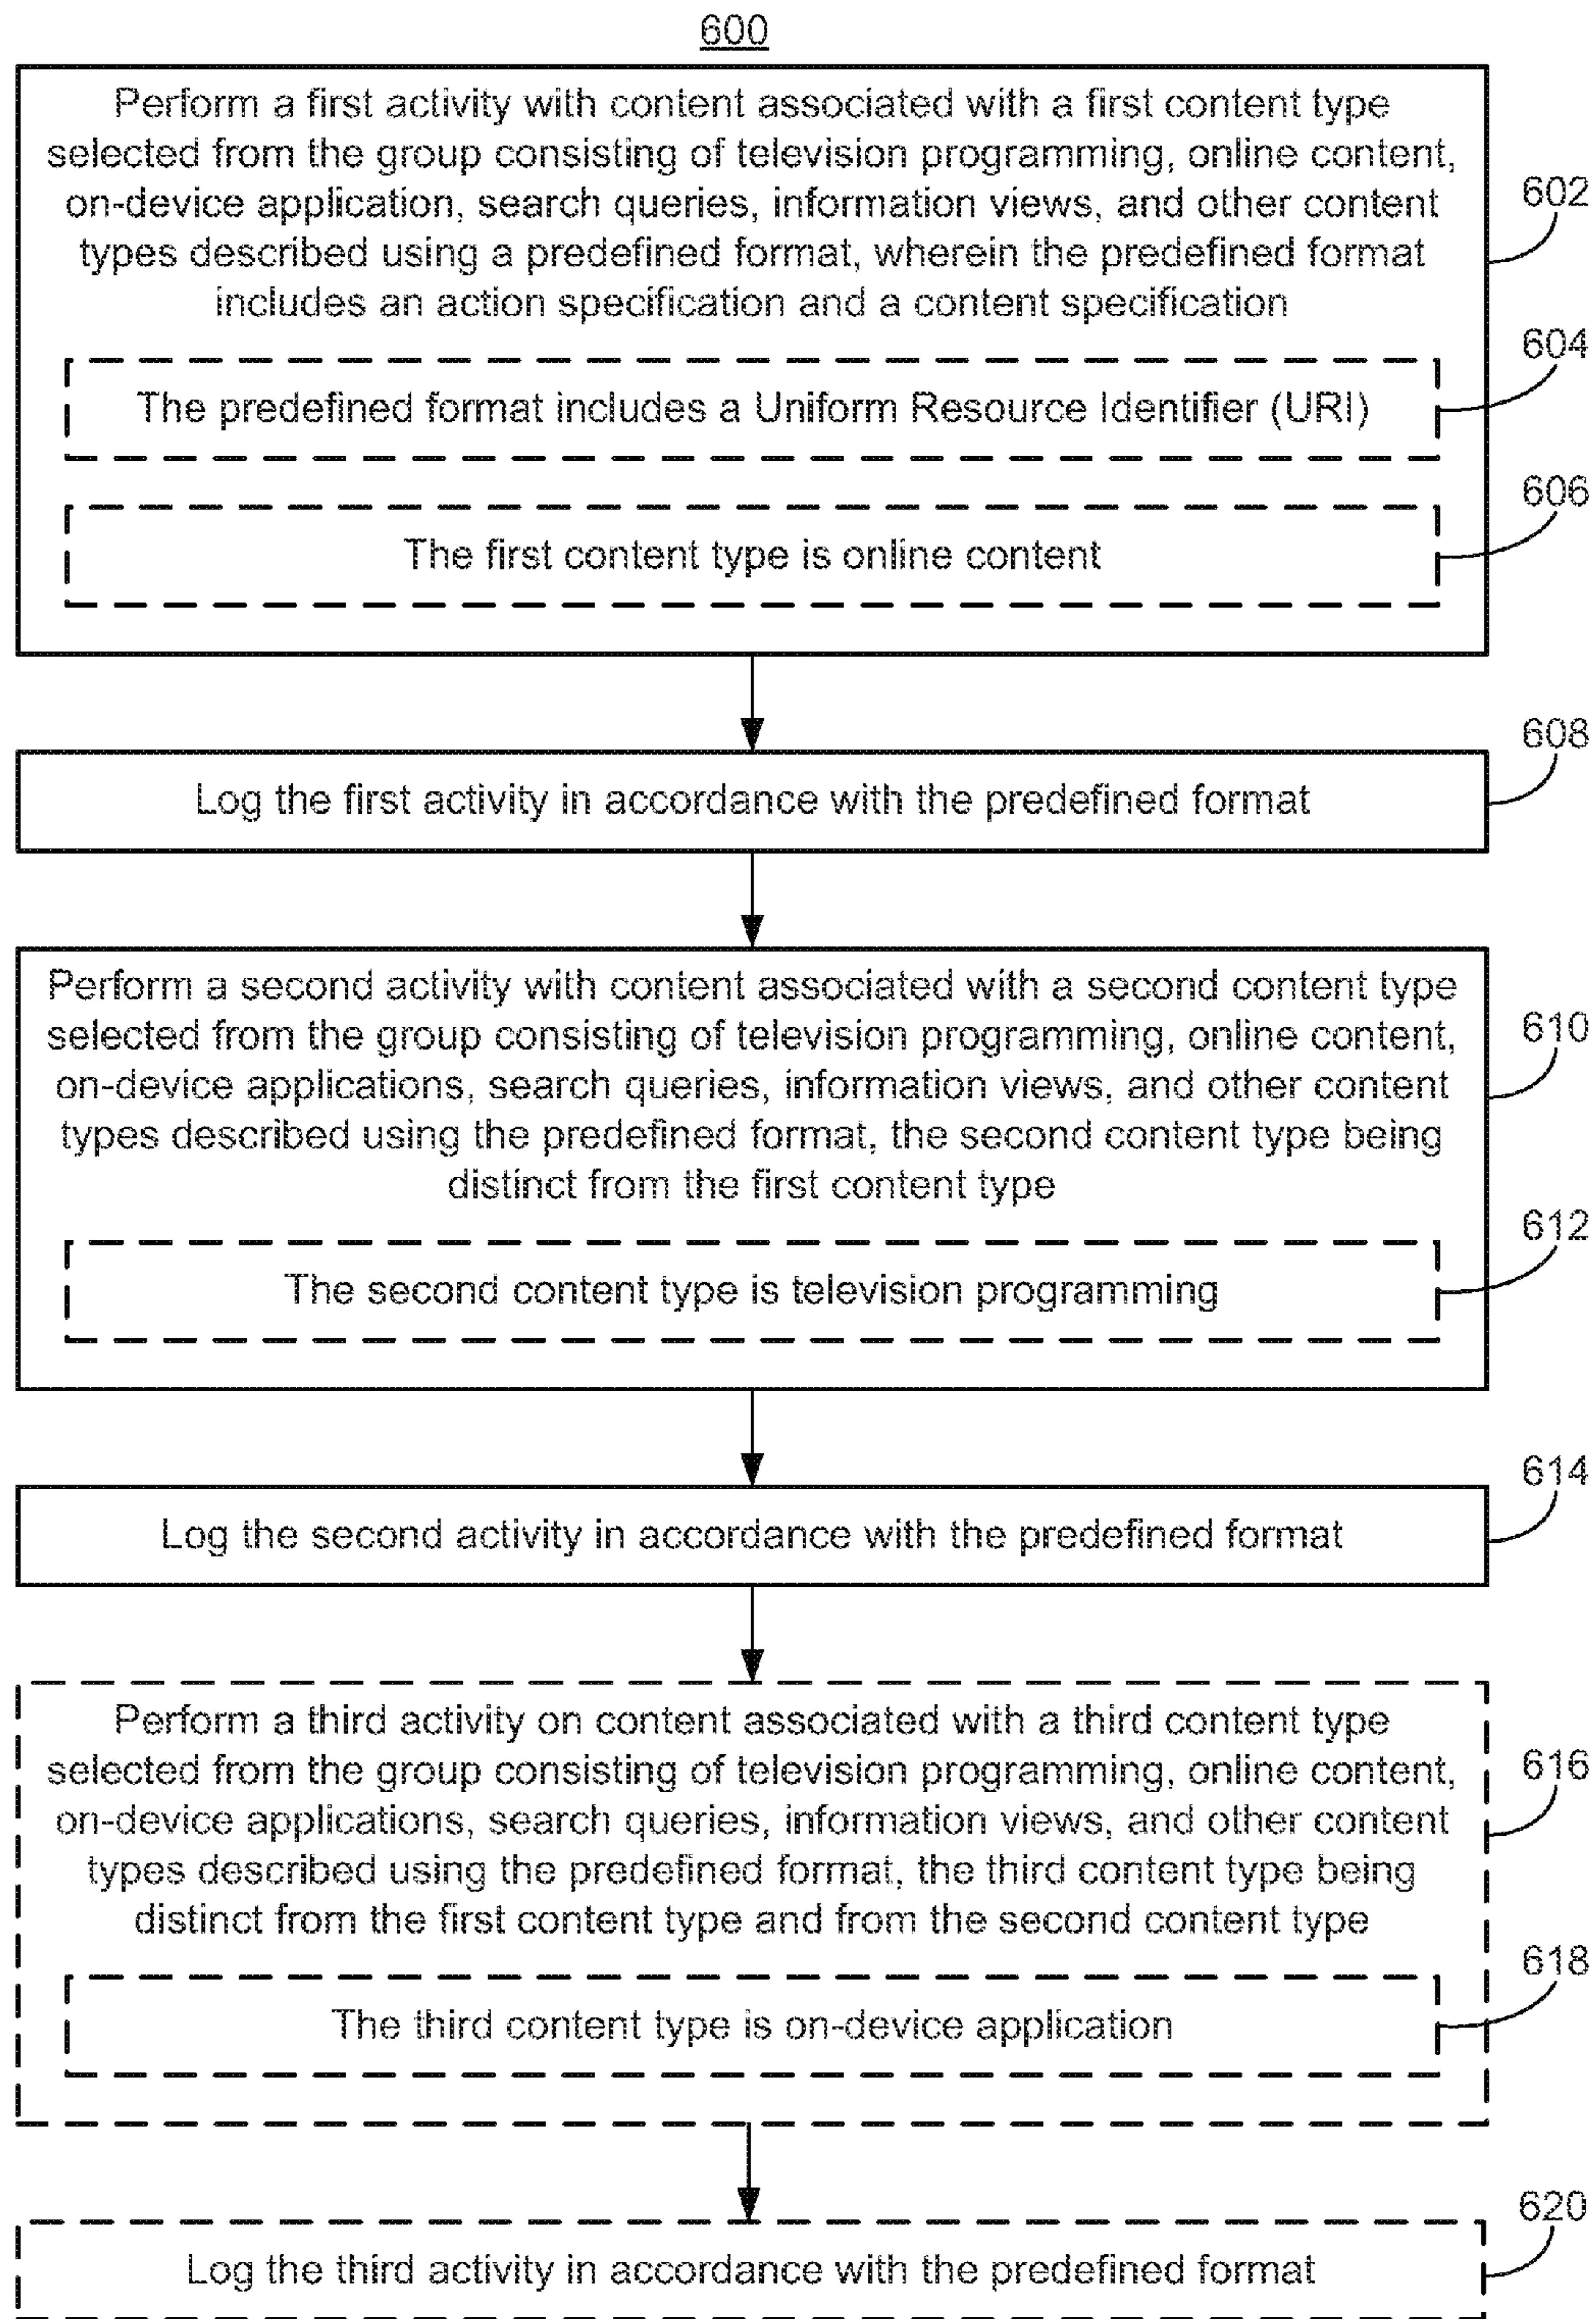 600
Perform a first activity with content associated with a first content type
selected from the group consisting of television programming, online content,
on-device application, search queries, information views, and other content
types described using a predefined format, wherein the predefined format
includes an action specification and a content specification
602
The predefined format includes a Uniform Resource Identifier (URI)
604
The first content type is online content
606
Log the first activity in accordance with the predefined format
608
Perform a second activity with content associated with a second content type
selected from the group consisting of television programming, online content,
on-device applications, search queries, information views, and other content
types described using the predefined format, the second content type being
distinct from the first content type
610
The second content type is television programming
612
Log the second activity in accordance with the predefined format
614
Perform a third activity on content associated with a third content type
selected from the group consisting of television programming, online content,
on-device applications, search queries, information views, and other content
types described using the predefined format, the third content type being
distinct from the first content type and from the second content type
616
The third content type is on-device application
618
Log the third activity in accordance with the predefined format
620